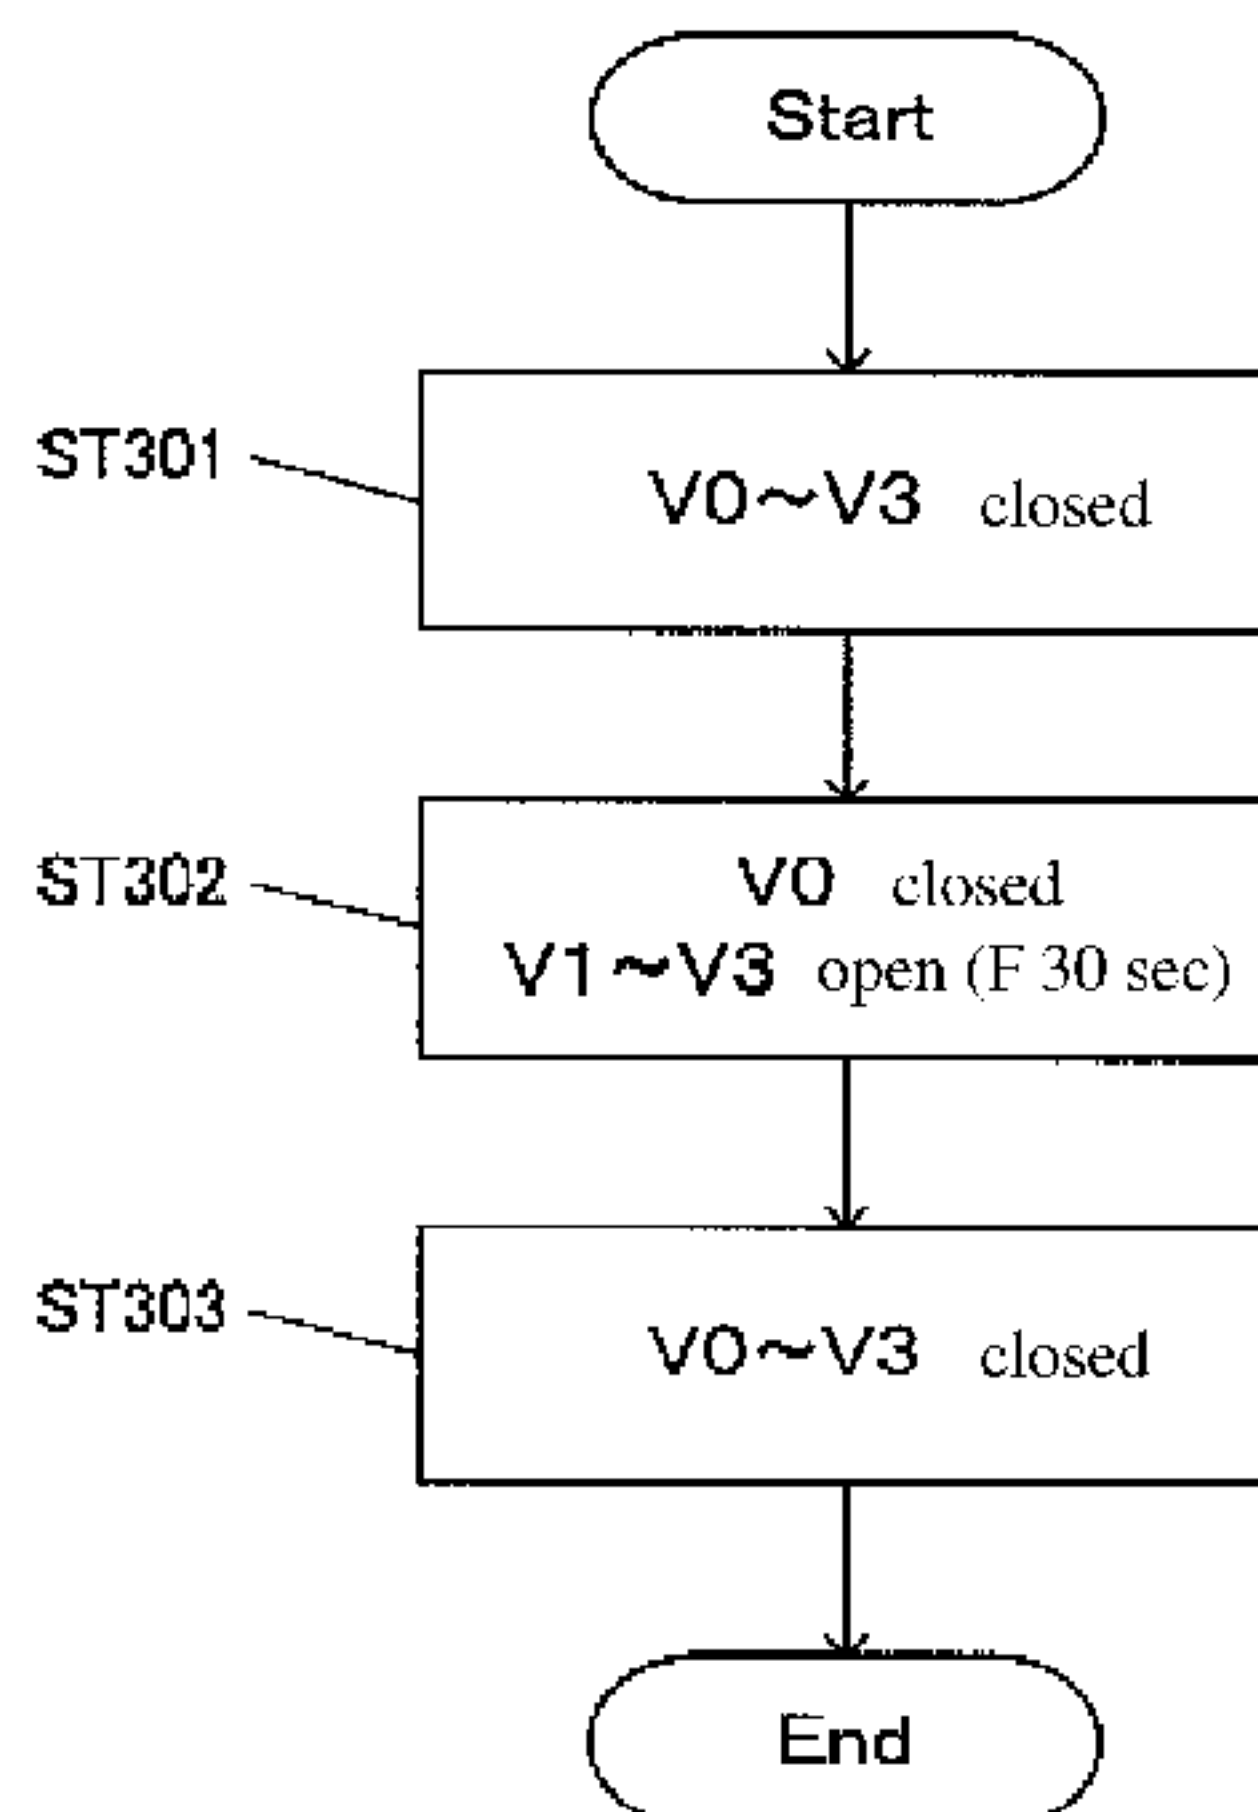 Start
ST301
V0~V3 closed
ST302
V0 closed
V1~V3 open (F 30 sec)
ST303
V0~V3 closed
End